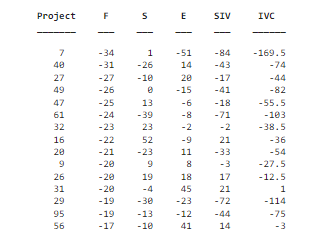 Project F S E SIV IVC
7 -34 1 -51 -84 -169.5
40 -31 -26 14 -43 -74
27 -27 -10 20 -17 -44
49 -26 0 -15 -41 -82
47 -25 13 -6 -18 -55.5
61 -24 -39 -8 -71 -103
32 -23 23 -2 -2 -38.5
16 -22 52 -9 21 -36
20 -21 -23 11 -33 -54
9 -20 9 8 -3 -27.5
26 -20 19 18 17 -12.5
31 -20 -4 45 21 1
29 -19 -30 -23 -72 -114
95 -19 -13 -12 -44 -75
56 -17 -10 41 14 -3